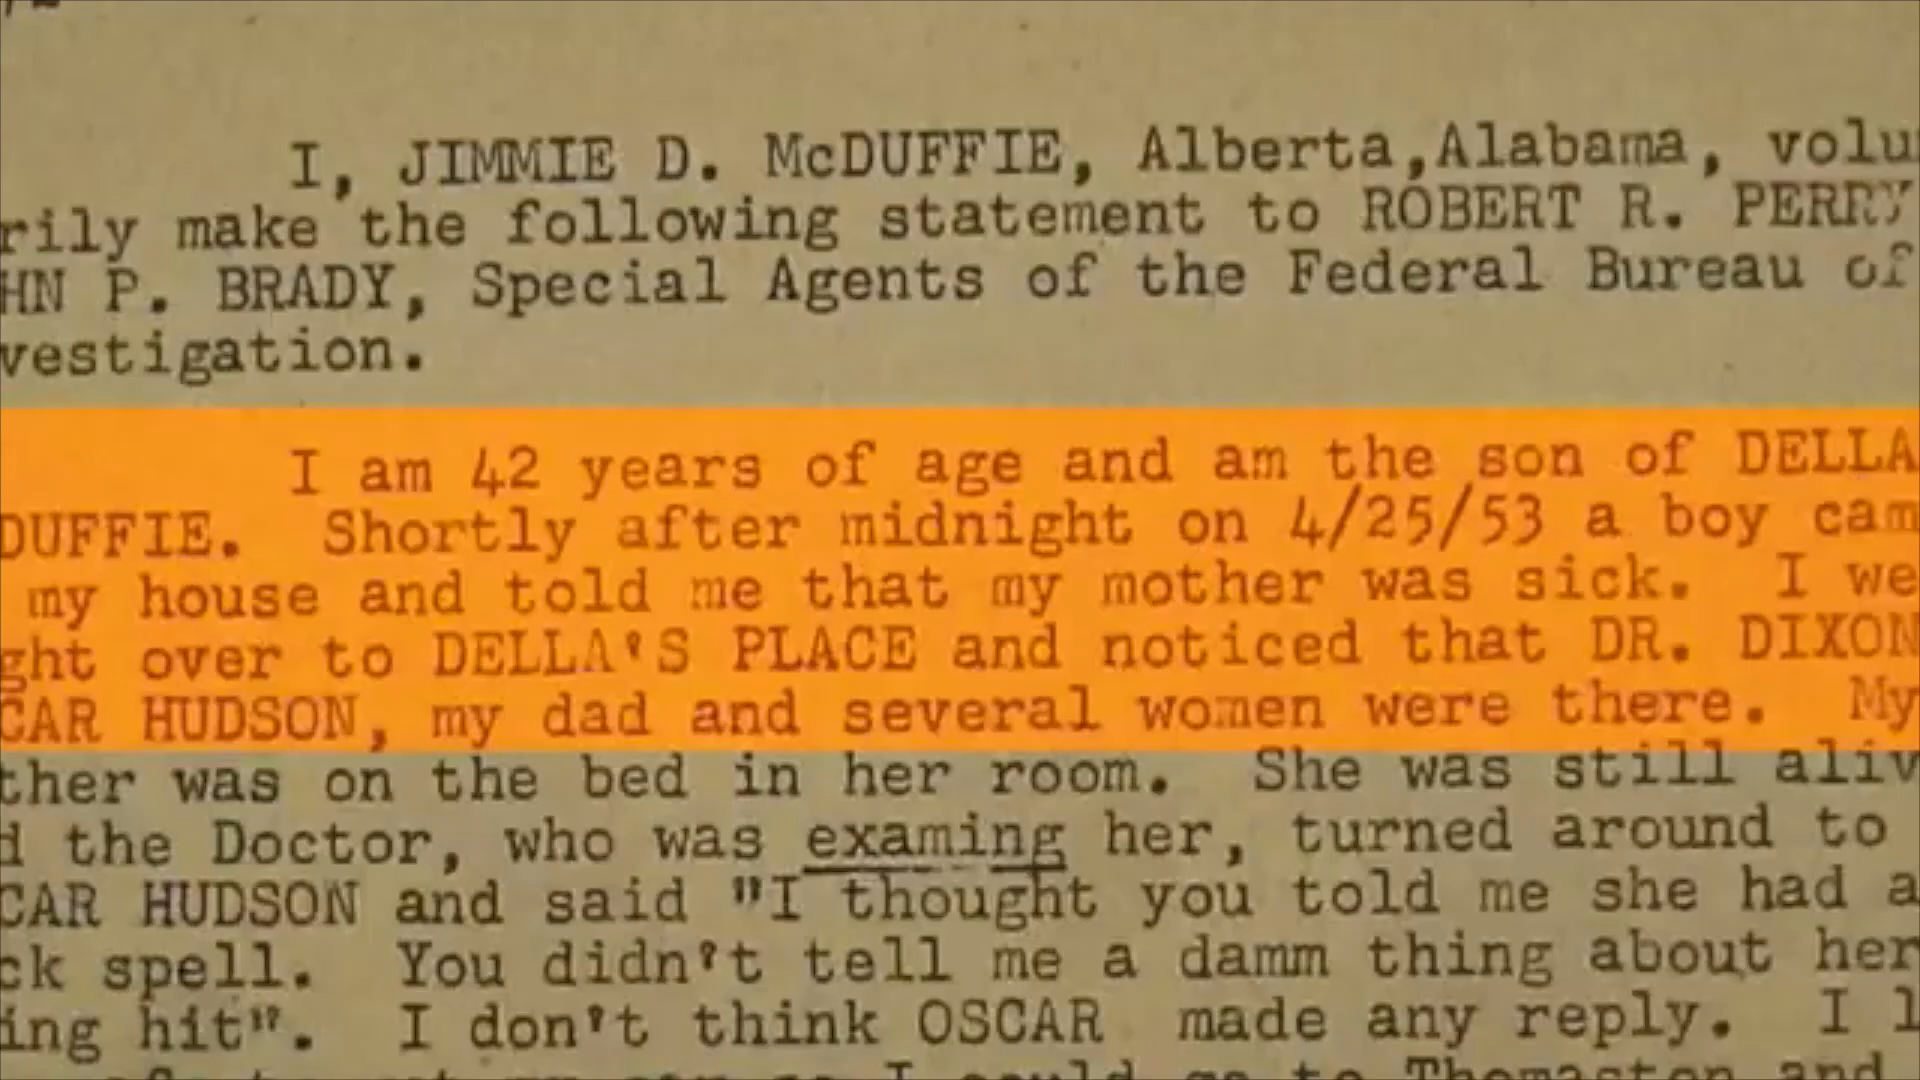 I, JIMMIE D. McDUFFIE, Alberta,Alabama, volu
rily make the following statement to ROBERT R. PERRY
HN P. BRADY, Special Agents of the Federal Bureau of
vestigation.
I am 42 years of age and am the son of DELLA
DUFFIE. Shortly after midnight on 4/25/53 a boy cam
my house and told me that my mother was sick. I we
ght over to DELLA'S PLACE and noticed that DR. DIXON
CAR HUDSON, my dad and several women were there. My
ther was on the bed in her room. She was still aliv
d the Doctor, who was examing her, turned around to
CAR HUDSON and said "I thought you told me she had a
ck spell. You didn't tell me a damm thing about her
ing hit". I don't think OSCAR made any reply. I l
to Thomaston and